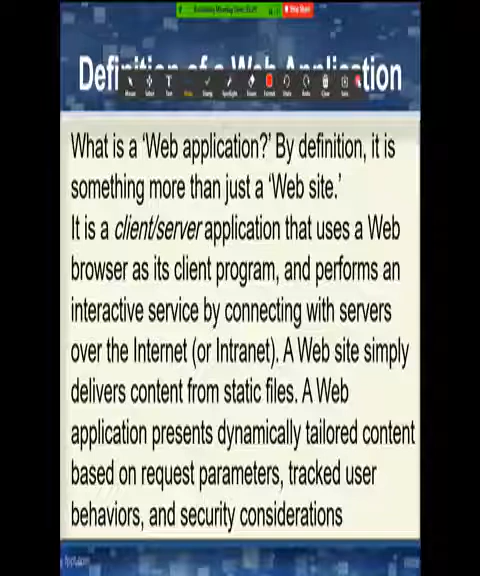 Definition of a Web Application
What is a ‘Web application?’ By definition, it is
something more than just a ‘Web site.’
It is a client/server application that uses a Web
browser as its client program, and performs an
interactive service by connecting with servers
over the Internet (or Intranet). A Web site simply
delivers content from static files. A Web
application presents dynamically tailored content
based on request parameters, tracked user
behaviors, and security considerations